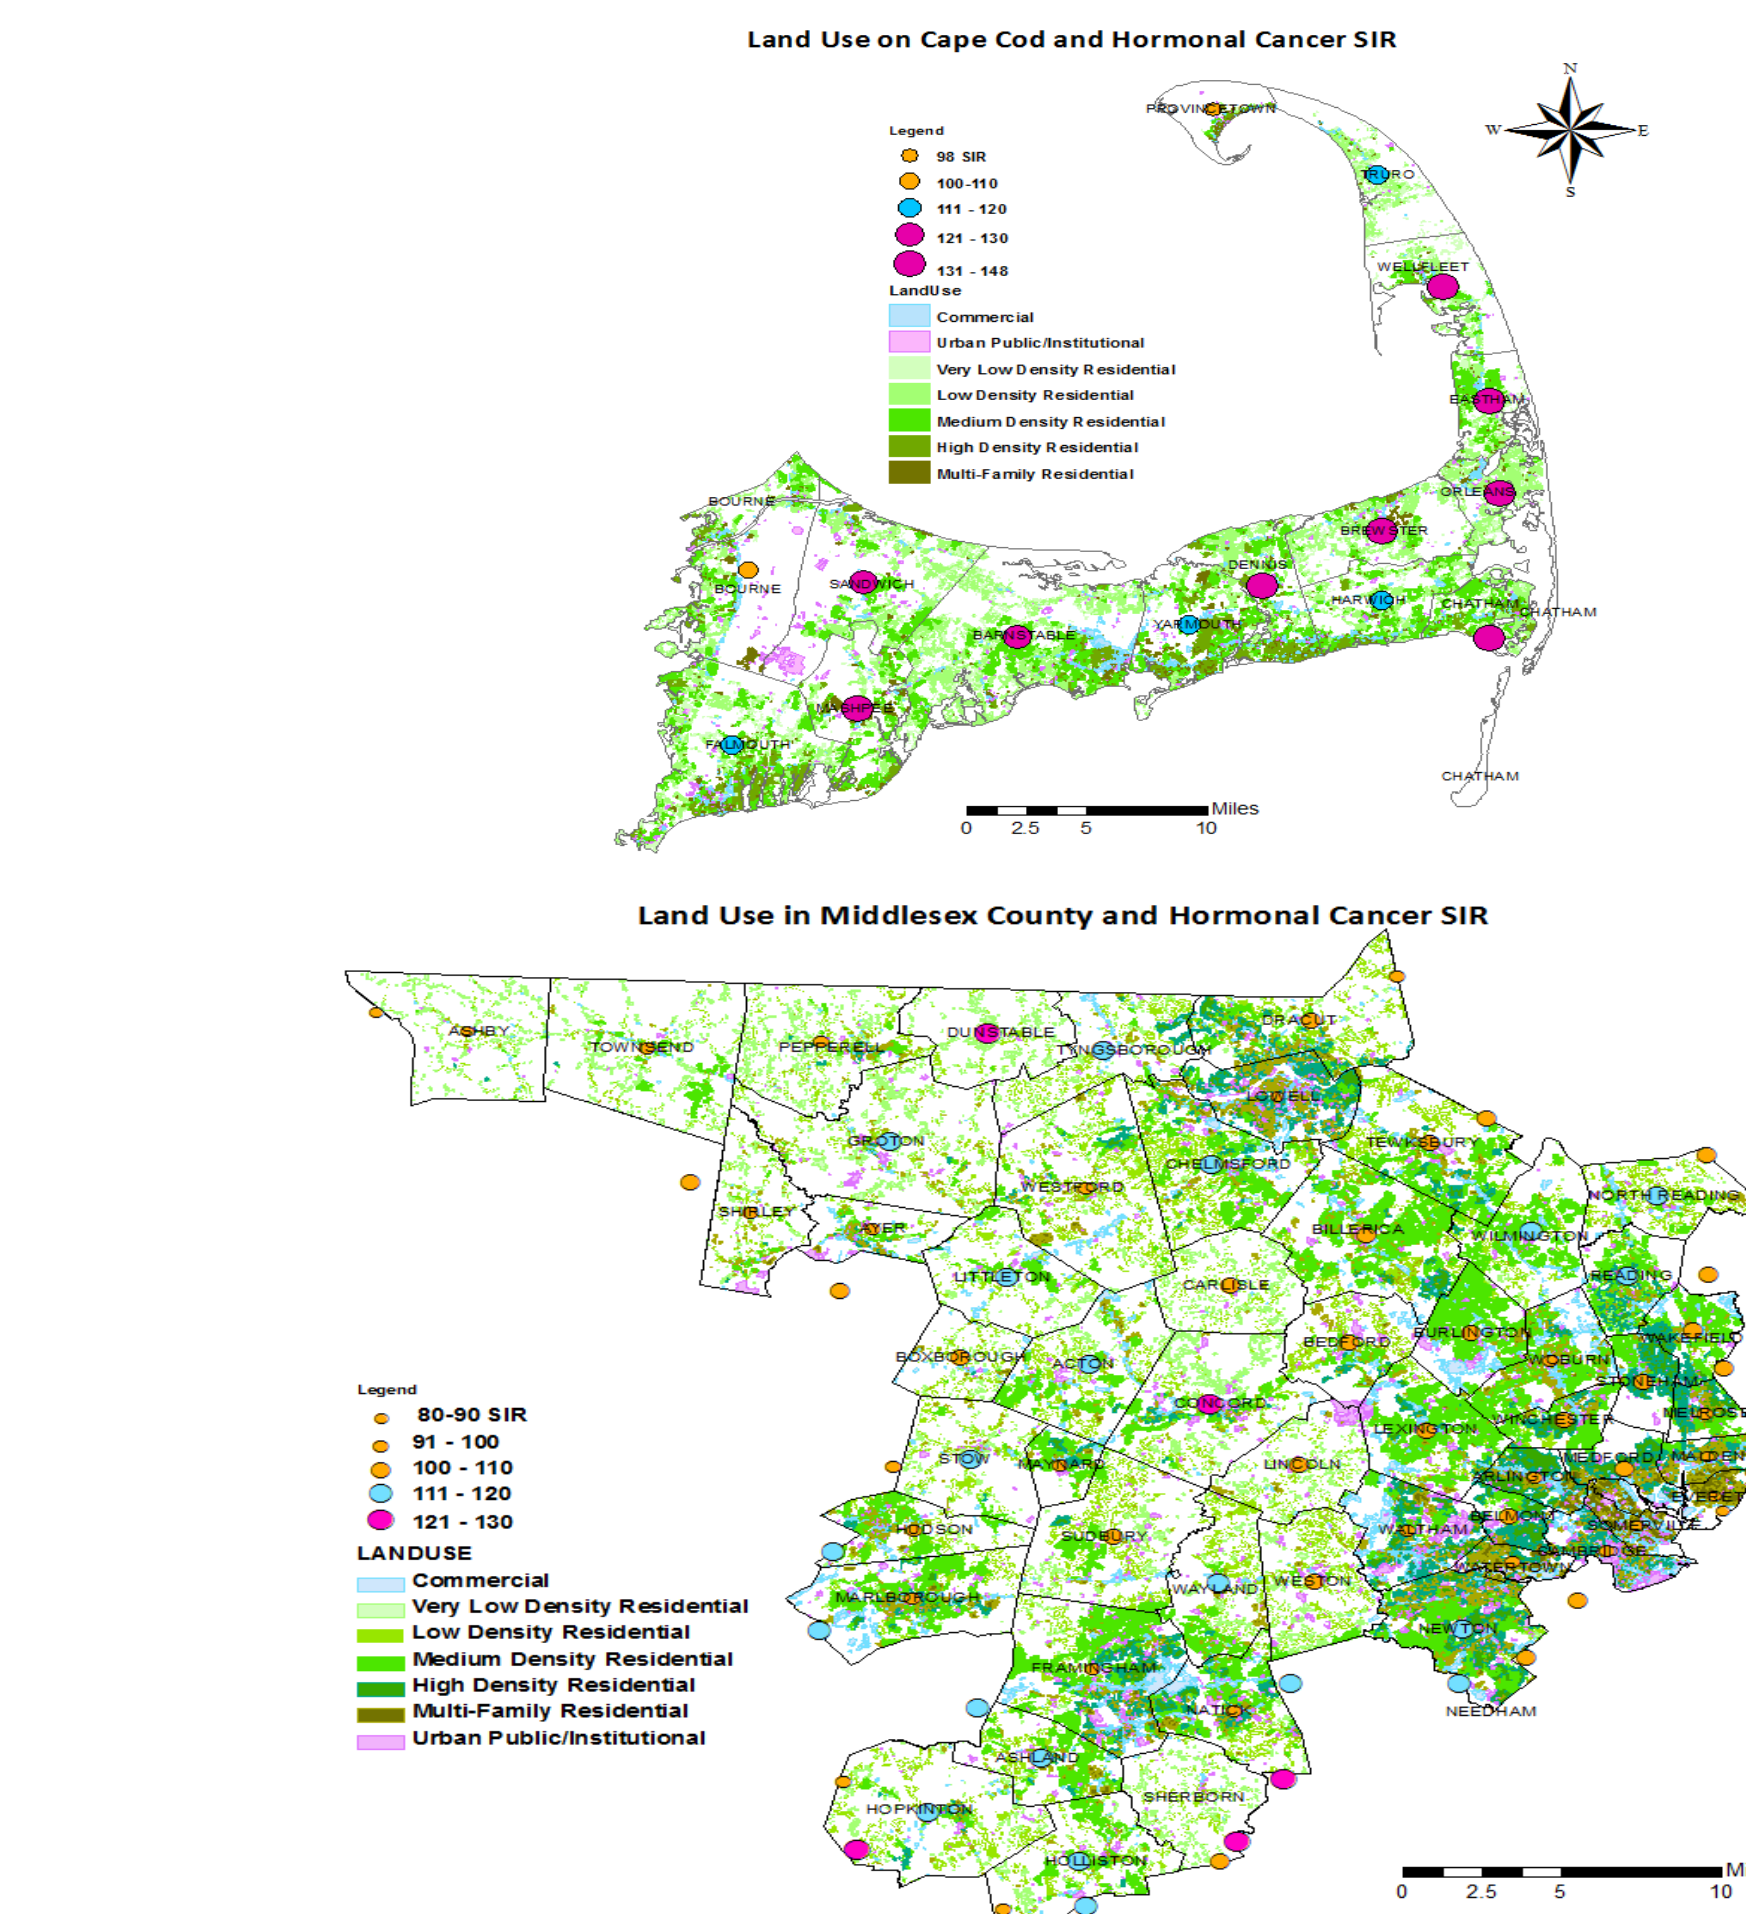 Land Use on Cape Cod and Hormonal Cancer SIR
N
W
E
S
Legend
98 SIR
100-110
111 - 120
121 - 130
131 - 148
LandUse
Commercial
Urban Public/Institutional
Very Low Density Residential
Low Density Residential
Medium Density Residential
High Density Residential
Multi-Family Residential
PROVINCETOWN
TRURO
WELLFLEET
EASTHAM
ORLEANS
BREWSTER
BOURNE
DENNIS
SANDWICH
BOURNE
HARWICH
CHATHAM
CHATHAM
YARMOUTH
BARNSTABLE
MASHPEE
FALMOUTH
CHATHAM
Miles
0 2.5 5 10
Land Use in Middlesex County and Hormonal Cancer SIR
ASHBY
TOWNSEND
PEPPERELL
DUNSTABLE
TYNGSBOROUGH
DRACUT
LOWELL
GROTON
CHELMSFORD
TEWKSBURY
WESTFORD
NORTH READING
SHIRLEY
AYER
BILLERICA
WILMINGTON
LITTLETON
CARLISLE
READING
BOXBOROUGH
ACTON
BEDFORD
BURLINGTON
WAKEFIELD
WOBURN
STONEHAM
CONCORD
LEXINGTON
WINCHESTER
MELROSE
STOW
MAYNARD
LINCOLN
MEDFORD
MALDEN
ARLINGTON
EVERET
HUDSON
SUDBURY
WALTHAM
BELMONT
SOMERVILLE
CAMBRIDGE
WATERTOWN
MARLBOROUGH
WAYLAND
WESTON
NEWTON
FRAMINGHAM
NATICK
NEEDHAM
ASHLAND
SHERBORN
HOPKINTON
HOLLISTON
Legend
80-90 SIR
91 - 100
100 - 110
111 - 120
121 - 130
LANDUSE
Commercial
Very Low Density Residential
Low Density Residential
Medium Density Residential
High Density Residential
Multi-Family Residential
Urban Public/Institutional
M
0 2.5 5 10